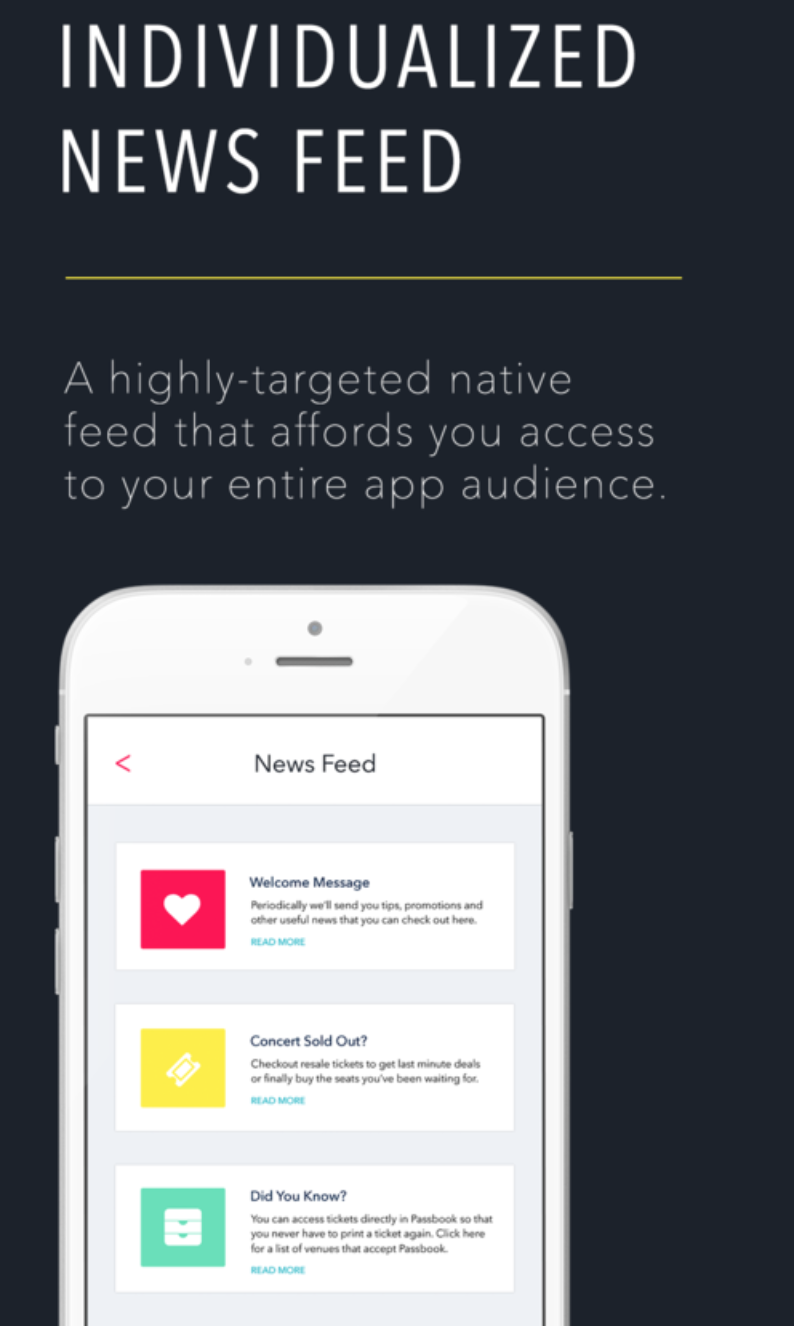 INDIVIDUALIZED
NEWS FEED
A highly-targeted native
feed that affords you access
to your entire app audience.
< News Feed
Welcome Message
Periodically we'll send you tips, promotions and
other useful news that you can check out here.
READ MORE
Concert Sold Out?
Checkout resale tickets to get last minute deals
or finally buy the seats you've been waiting for.
READ MORE
Did You Know?
You can access tickets directly in Passbook so that
you never have to print a ticket again. Click here
for a list of venues that accept Passbook.
READ MORE